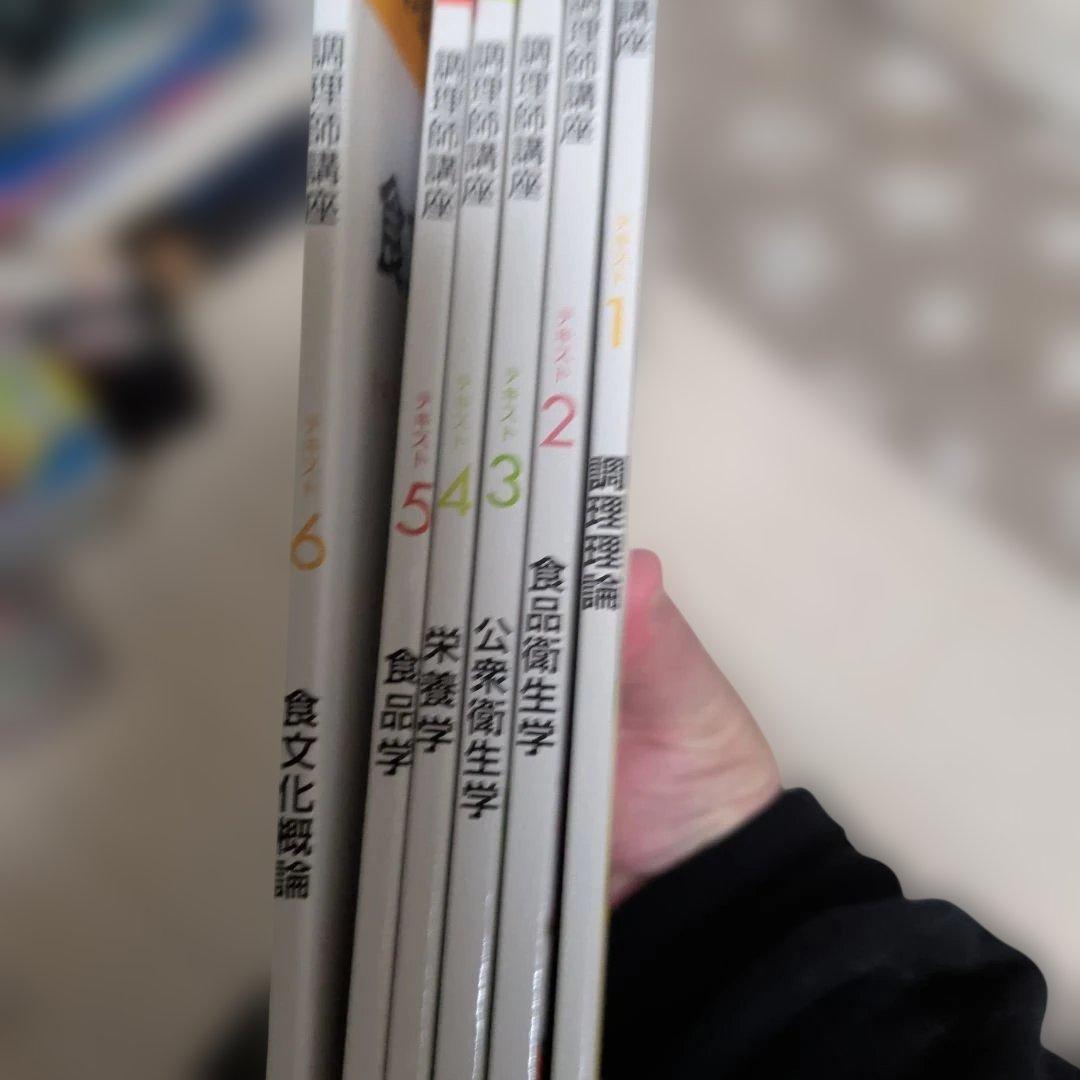 調理師講座
テキスト
6
食文化概論
調理師講座
テキスト
5
食品学
調理師講座
テキスト
4
栄養学
調理師講座
テキスト
3
公衆衛生学
調理師講座
テキスト
2
食品衛生学
講座
テキスト
1